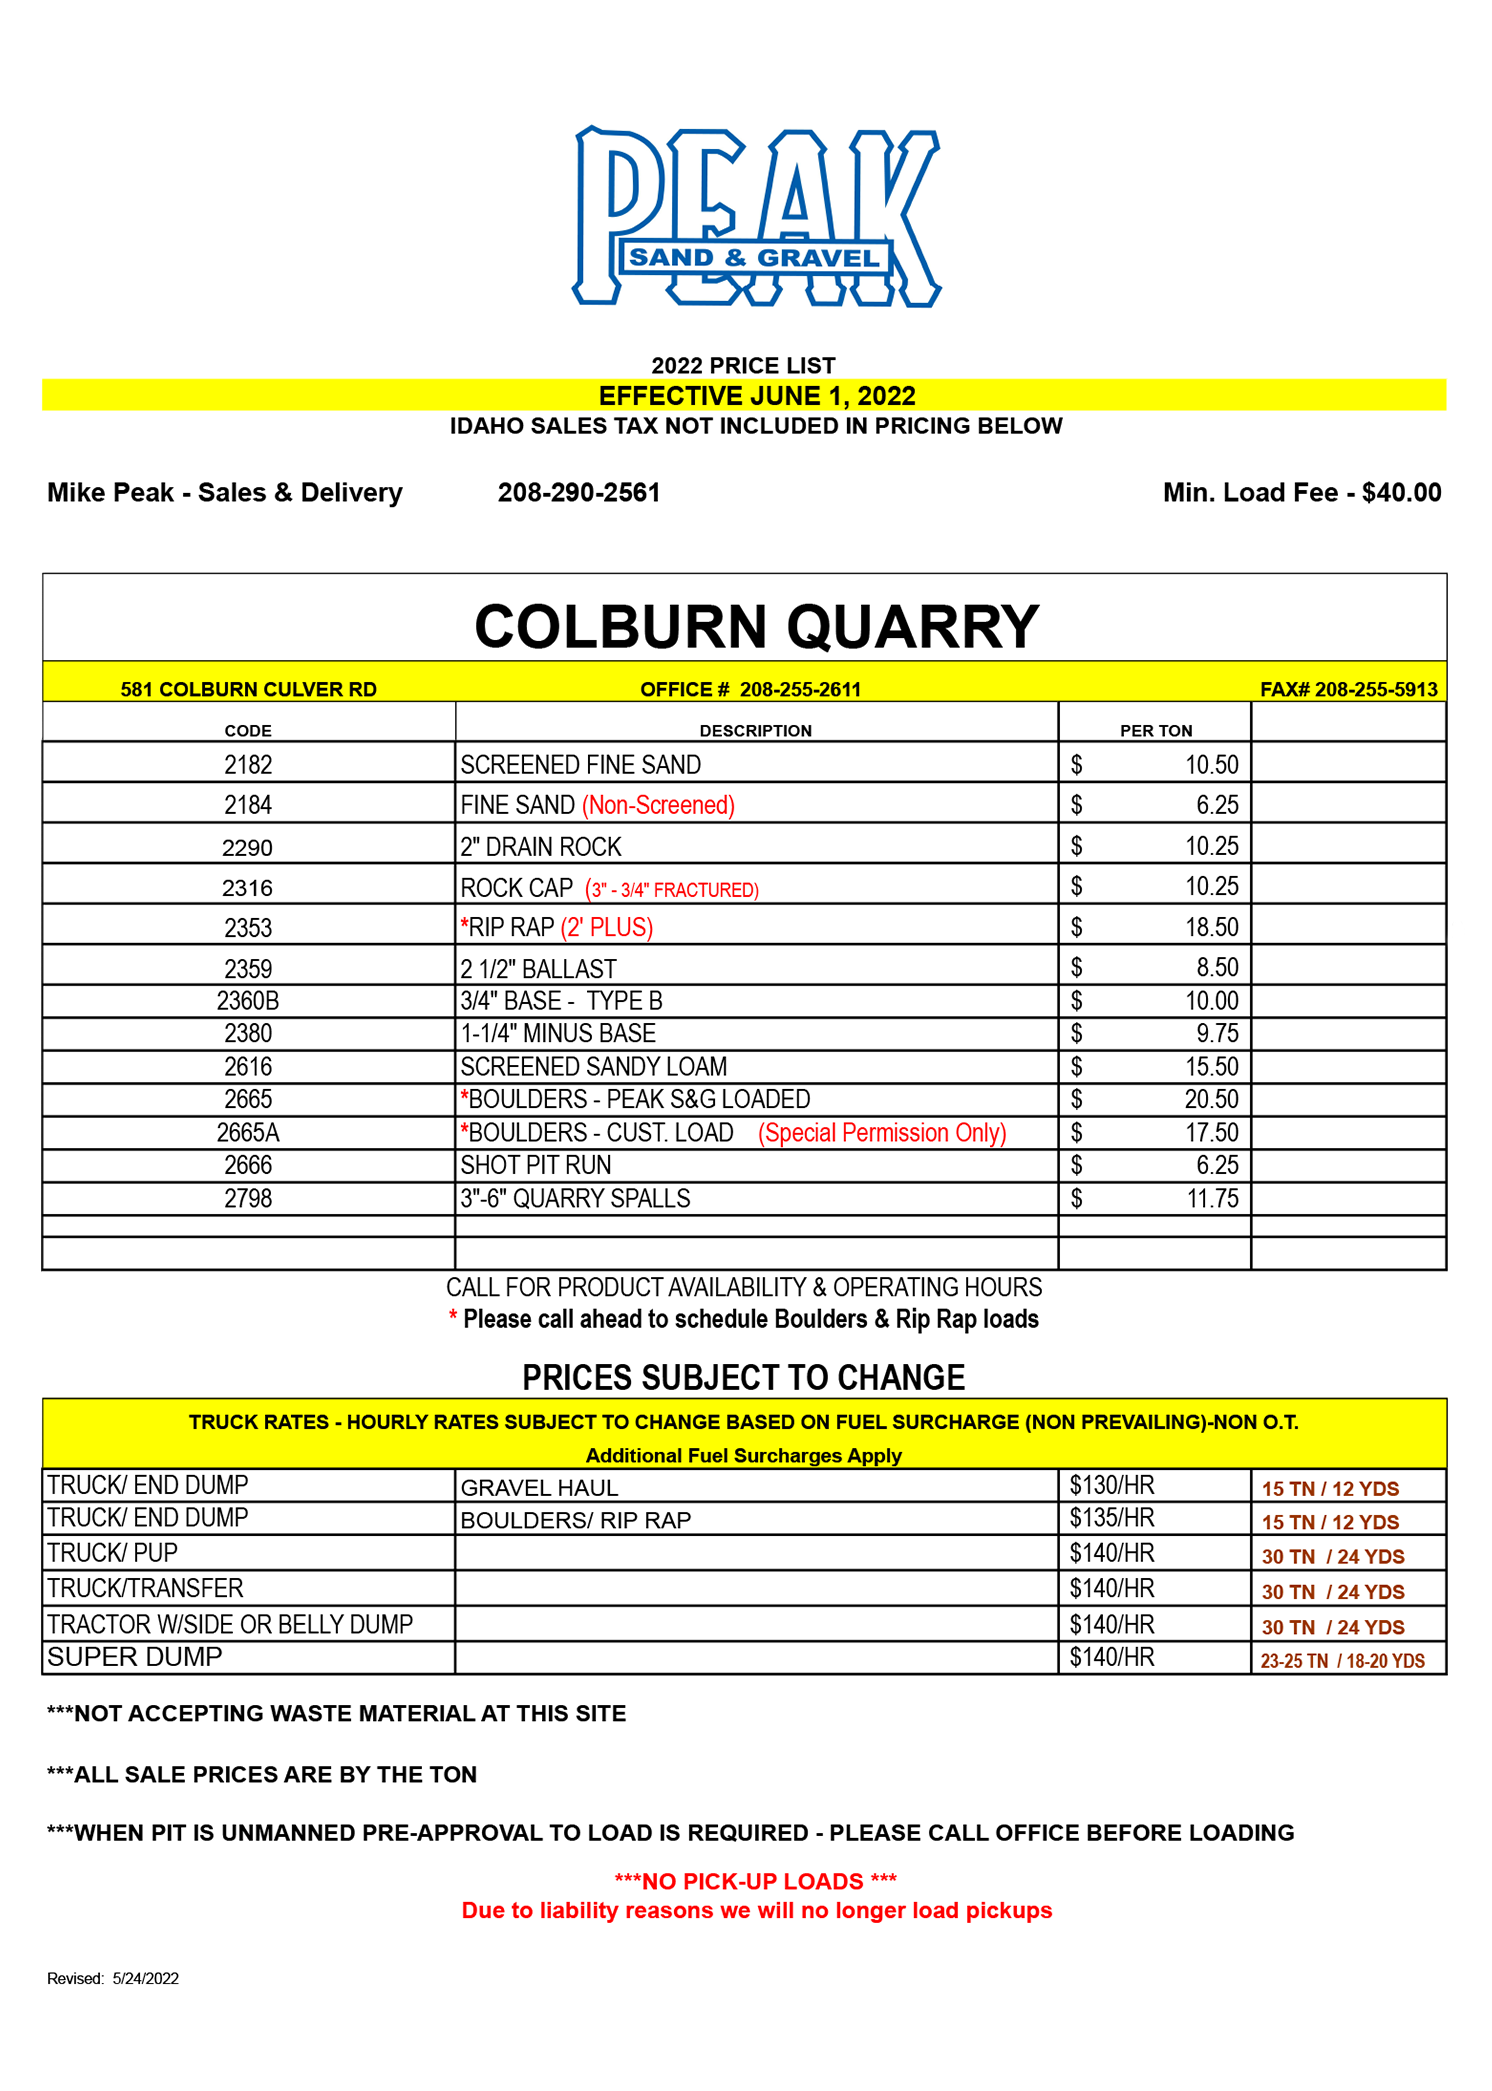 PEAK
SAND & GRAVEL
2022 PRICE LIST
EFFECTIVE JUNE 1, 2022
IDAHO SALES TAX NOT INCLUDED IN PRICING BELOW
Mike Peak - Sales & Delivery 208-290-2561 Min. Load Fee - $40.00
COLBURN QUARRY
581 COLBURN CULVER RD OFFICE # 208-255-2611 FAX# 208-255-5913
CODE DESCRIPTION PER TON
2182 SCREENED FINE SAND $ 10.50
2184 FINE SAND (Non-Screened) $ 6.25
2290 2" DRAIN ROCK $ 10.25
2316 ROCK CAP (3" - 3/4" FRACTURED) $ 10.25
2353 *RIP RAP (2' PLUS) $ 18.50
2359 2 1/2" BALLAST $ 8.50
2360B 3/4" BASE - TYPE B $ 10.00
2380 1-1/4" MINUS BASE $ 9.75
2616 SCREENED SANDY LOAM $ 15.50
2665 *BOULDERS - PEAK S&G LOADED $ 20.50
2665A *BOULDERS - CUST. LOAD (Special Permission Only) $ 17.50
2666 SHOT PIT RUN $ 6.25
2798 3"-6" QUARRY SPALLS $ 11.75
CALL FOR PRODUCT AVAILABILITY & OPERATING HOURS
* Please call ahead to schedule Boulders & Rip Rap loads
PRICES SUBJECT TO CHANGE
TRUCK RATES - HOURLY RATES SUBJECT TO CHANGE BASED ON FUEL SURCHARGE (NON PREVAILING)-NON O.T.
Additional Fuel Surcharges Apply
TRUCK/ END DUMP GRAVEL HAUL $130/HR 15 TN / 12 YDS
TRUCK/ END DUMP BOULDERS/ RIP RAP $135/HR 15 TN / 12 YDS
TRUCK/ PUP $140/HR 30 TN / 24 YDS
TRUCK/TRANSFER $140/HR 30 TN / 24 YDS
TRACTOR W/SIDE OR BELLY DUMP $140/HR 30 TN / 24 YDS
SUPER DUMP $140/HR 23-25 TN / 18-20 YDS
***NOT ACCEPTING WASTE MATERIAL AT THIS SITE
***ALL SALE PRICES ARE BY THE TON
***WHEN PIT IS UNMANNED PRE-APPROVAL TO LOAD IS REQUIRED - PLEASE CALL OFFICE BEFORE LOADING
***NO PICK-UP LOADS ***
Due to liability reasons we will no longer load pickups
Revised: 5/24/2022